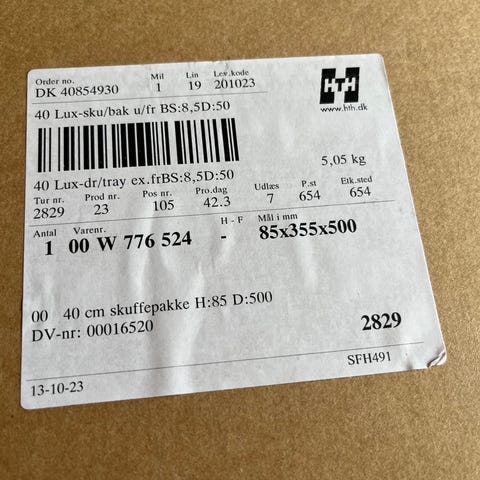 Order no. Mil Lin Lev.kode
DK 40854930 1 19 201023
HTH
www.hth.dk
40 Lux-sku/bak u/fr BS:8,5D:50
5,05 kg
40 Lux-dr/tray ex.frBS:8,5D:50
Tur nr. Prod nr. Pos nr. Pro.dag Udlæs P.st Etk.sted
2829 23 105 42.3 7 654 654
Antal Varenr. H - F Mål i mm
1 00 W 776 524 - 85x355x500
00 40 cm skuffepakke H:85 D:500
DV-nr: 00016520 2829
SFH491
13-10-23